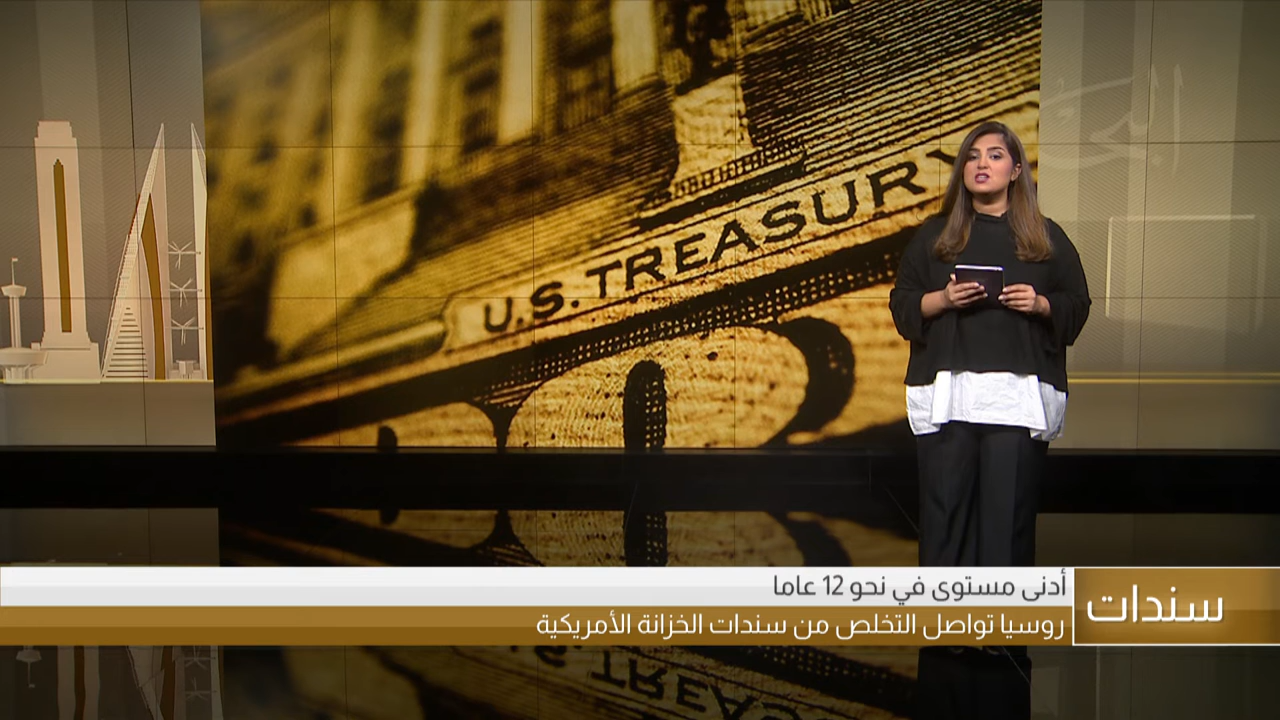 U.S. TREASURY
أدنى مستوى في نحو 12 عاما
سندات
روسيا تواصل التخلص من سندات الخزانة الأمريكية